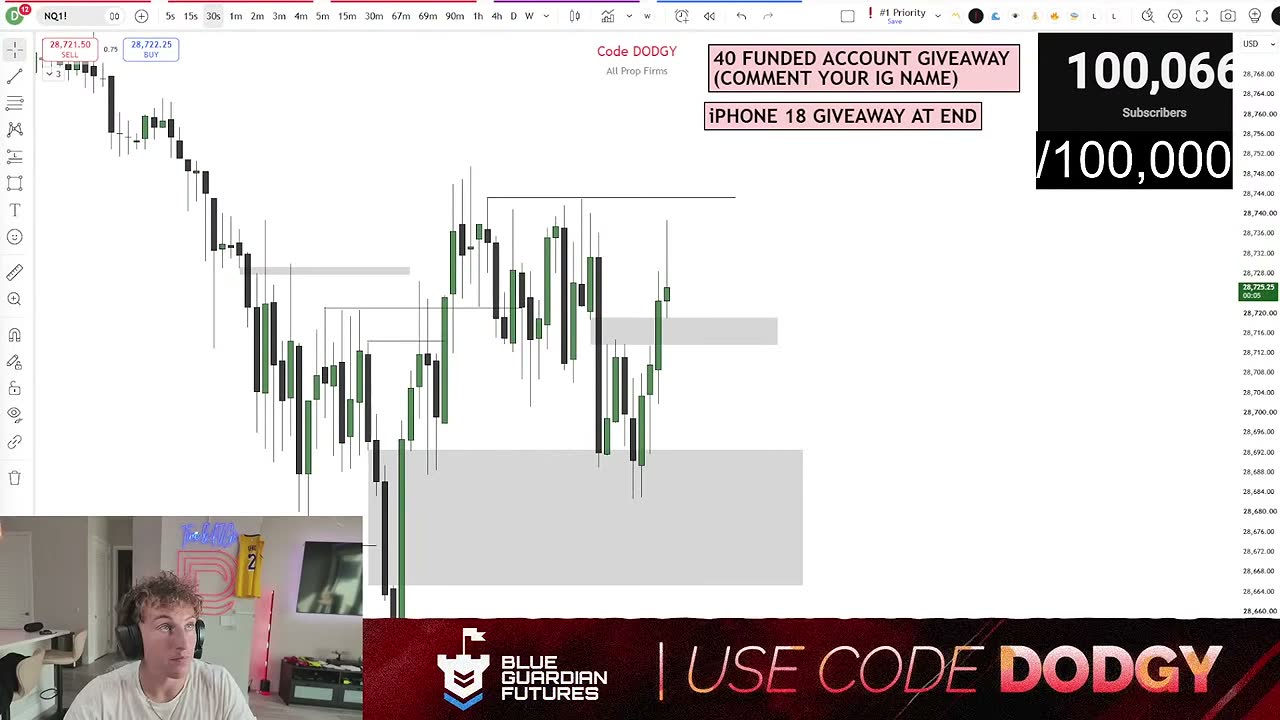 D 12 NQ1! 5s 15s 30s 1m 2m 3m 4m 5m 15m 30m 67m 69m 90m 1h 4h D W w #1 Priority L L
Save
28,721.50 0.75 28,722.25
SELL BUY
3
Code DODGY
All Prop Firms
40 FUNDED ACCOUNT GIVEAWAY
(COMMENT YOUR IG NAME)
iPHONE 18 GIVEAWAY AT END
100,066
Subscribers
/100,000
USD
28,768.00
28,764.00
28,760.00
28,756.00
28,752.00
28,748.00
28,744.00
28,740.00
28,736.00
28,732.00
28,728.00
28,725.25
00:05
28,720.00
28,716.00
28,712.00
28,708.00
28,704.00
28,700.00
28,696.00
28,692.00
28,688.00
28,684.00
28,680.00
28,676.00
28,672.00
28,668.00
28,664.00
28,660.00
2
BLUE
GUARDIAN
FUTURES
USE CODE DODGY